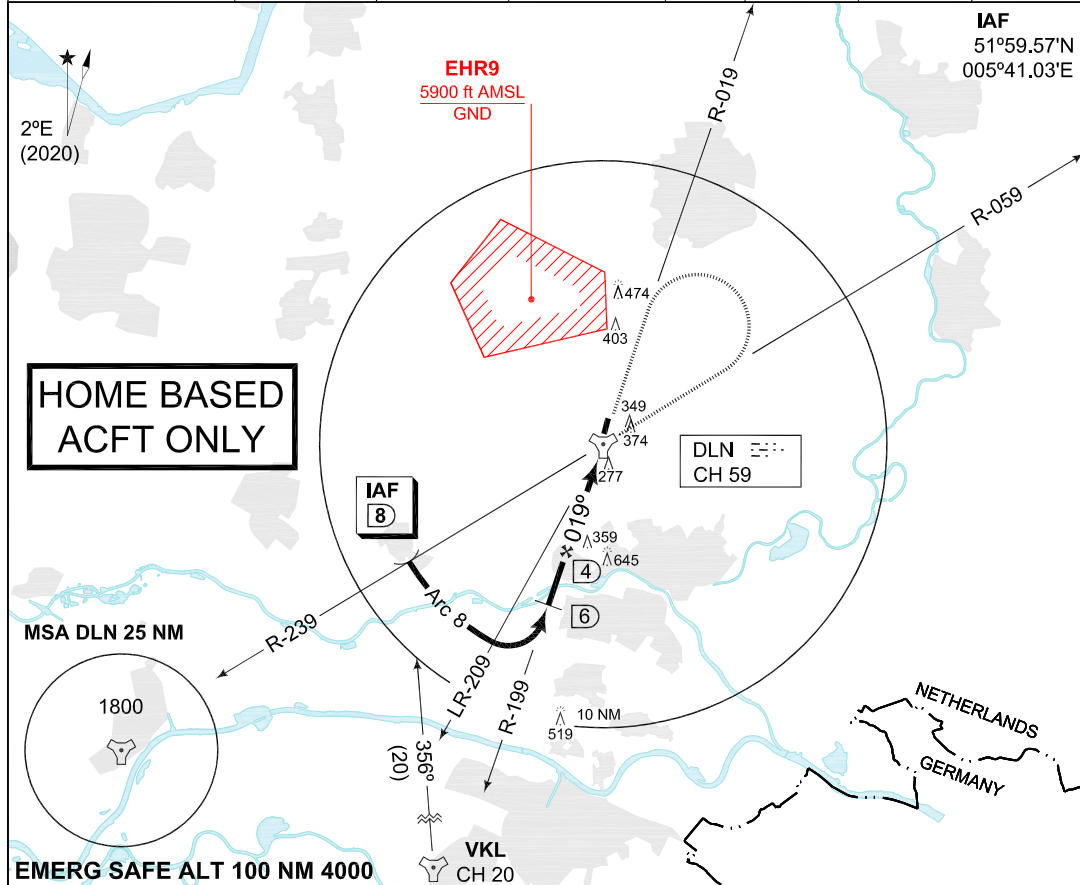 IAF
51º59.57'N
005º41.03'E
EHR9
5900 ft AMSL
GND
2ºE
(2020)
R-019
R-059
474
403
HOME BASED
ACFT ONLY
349
374
277
DLN
CH 59
IAF
8
019º
359
645
4
6
Arc 8
R-239
LR-209
R-199
MSA DLN 25 NM
1800
10 NM
519
356º
(20)
NETHERLANDS
GERMANY
VKL
CH 20
EMERG SAFE ALT 100 NM 4000